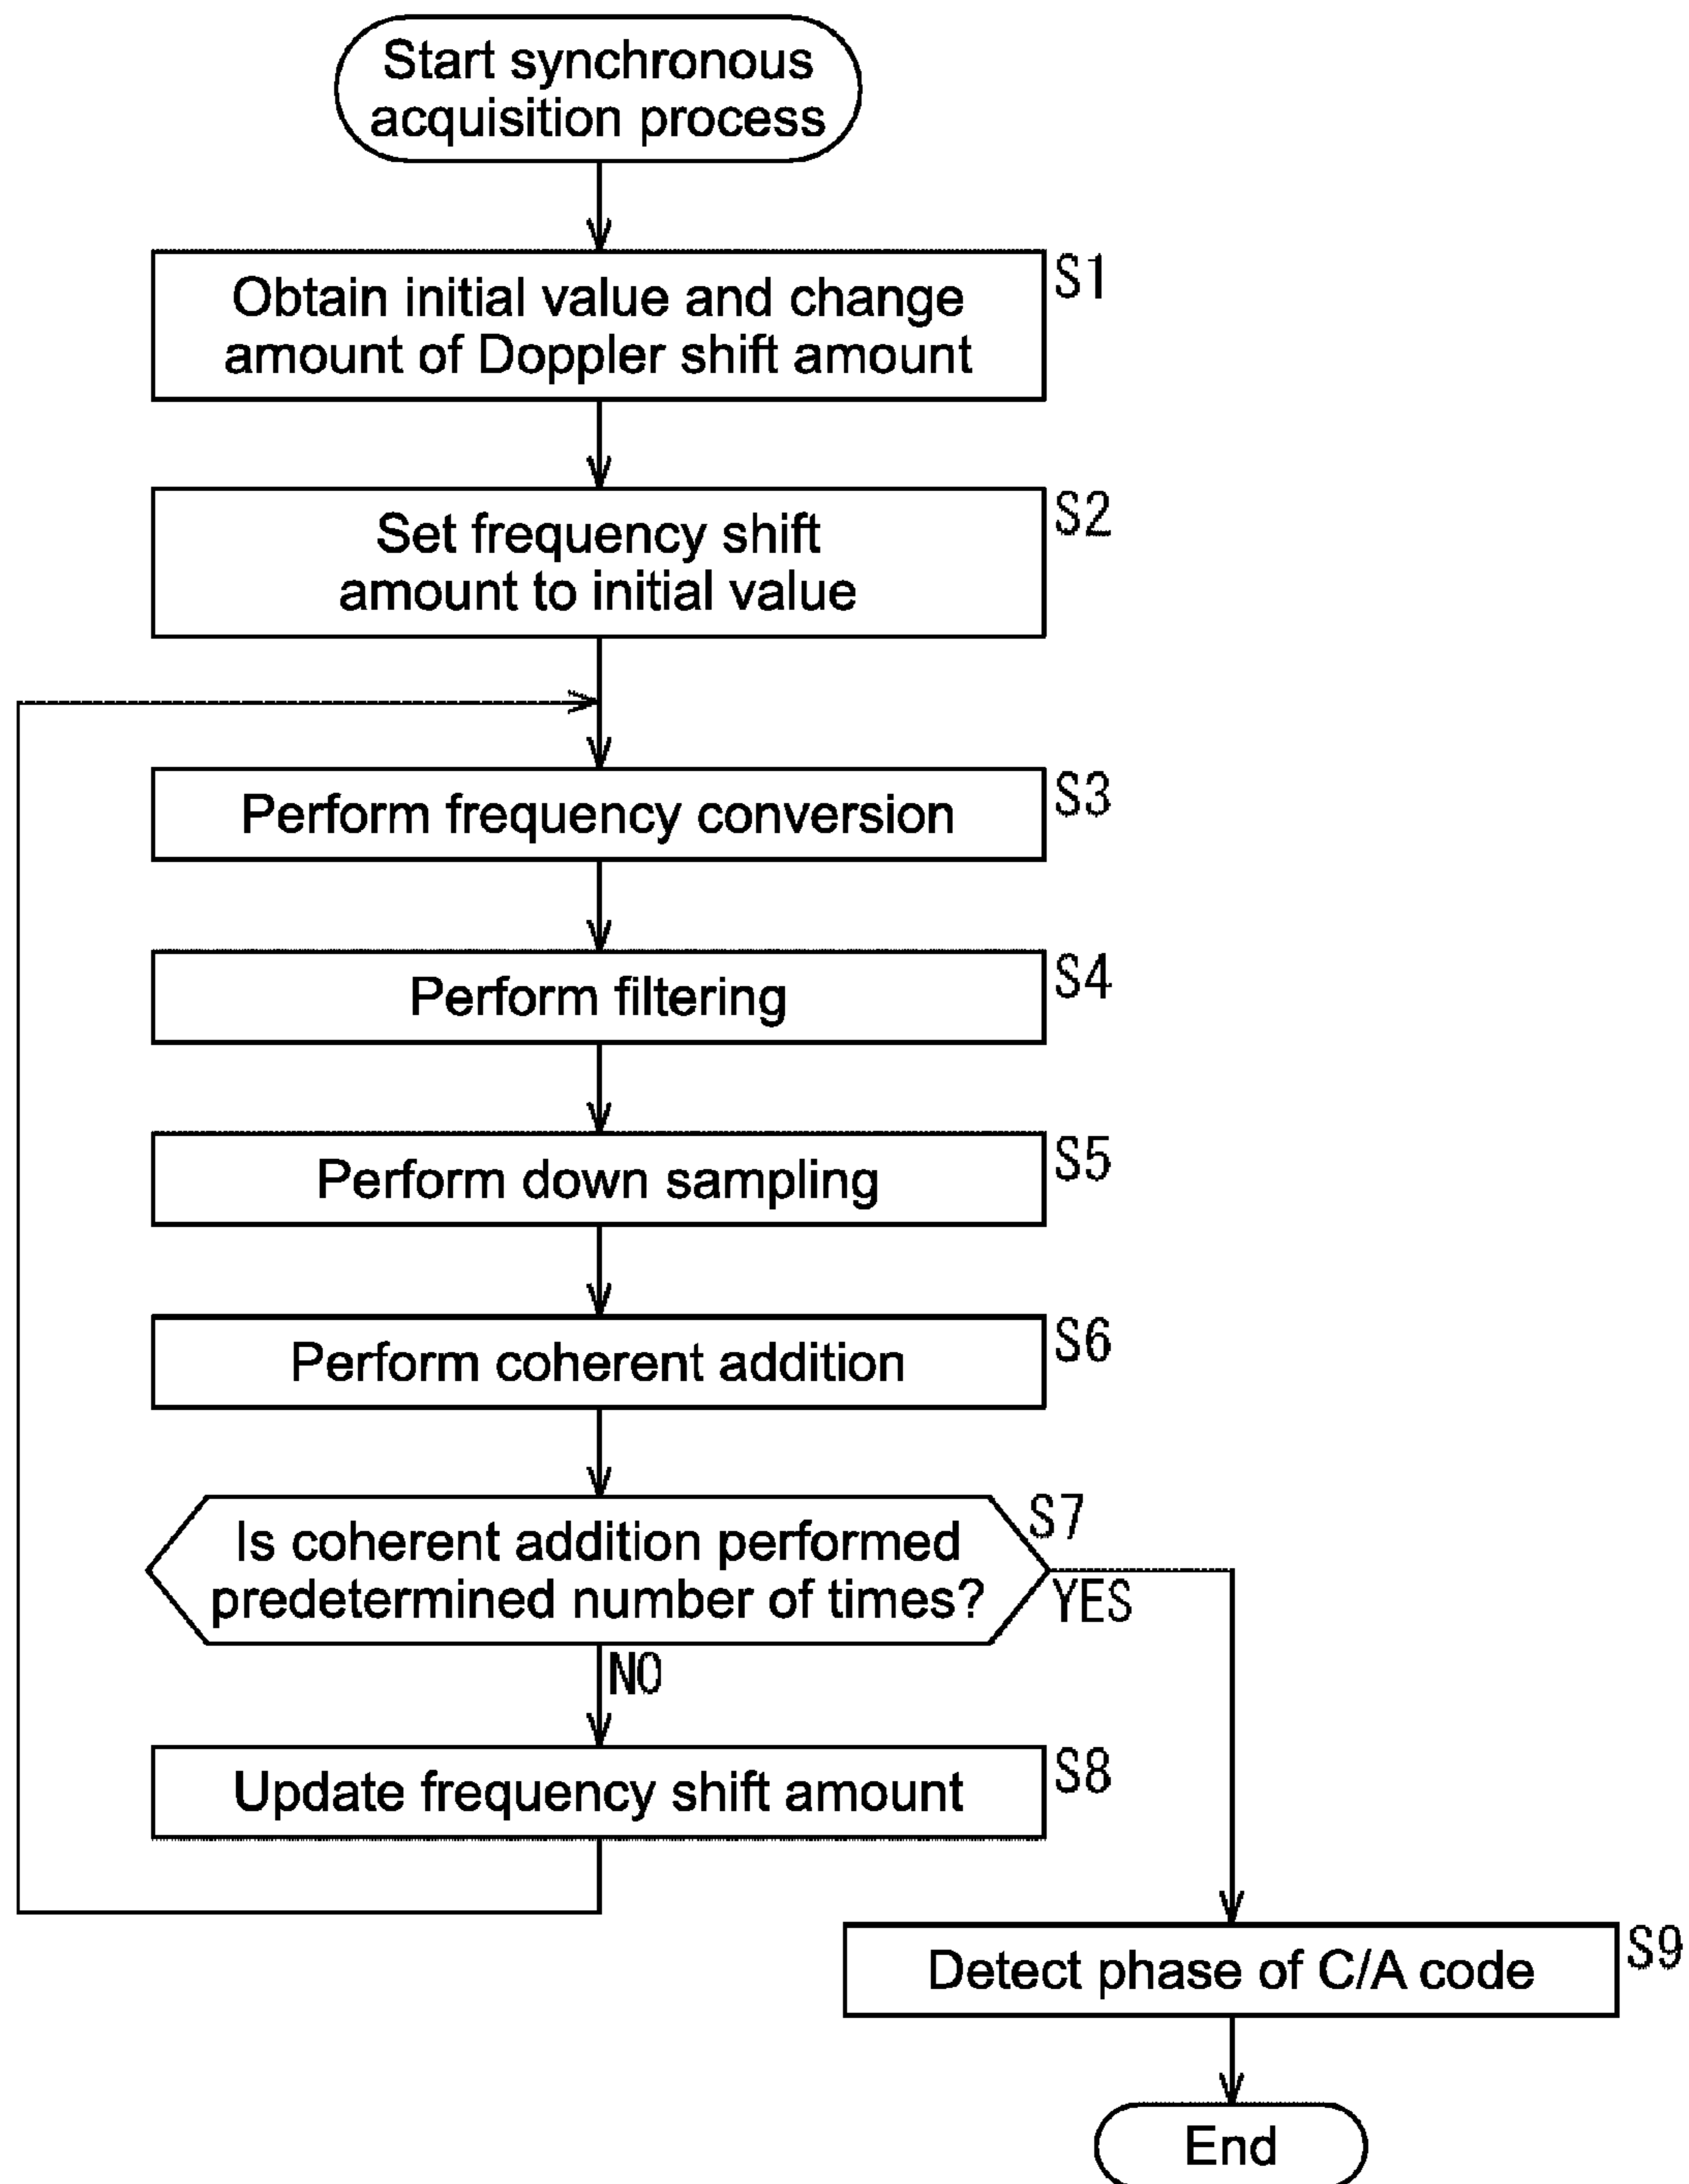 Start synchronous
acquisition process
S1
Obtain initial value and change
amount of Doppler shift amount
S2
Set frequency shift
amount to initial value
S3
Perform frequency conversion
S4
Perform filtering
S5
Perform down sampling
S6
Perform coherent addition
S7
Is coherent addition performed
predetermined number of times?
YES
NO
S8
Update frequency shift amount
S9
Detect phase of C/A code
End